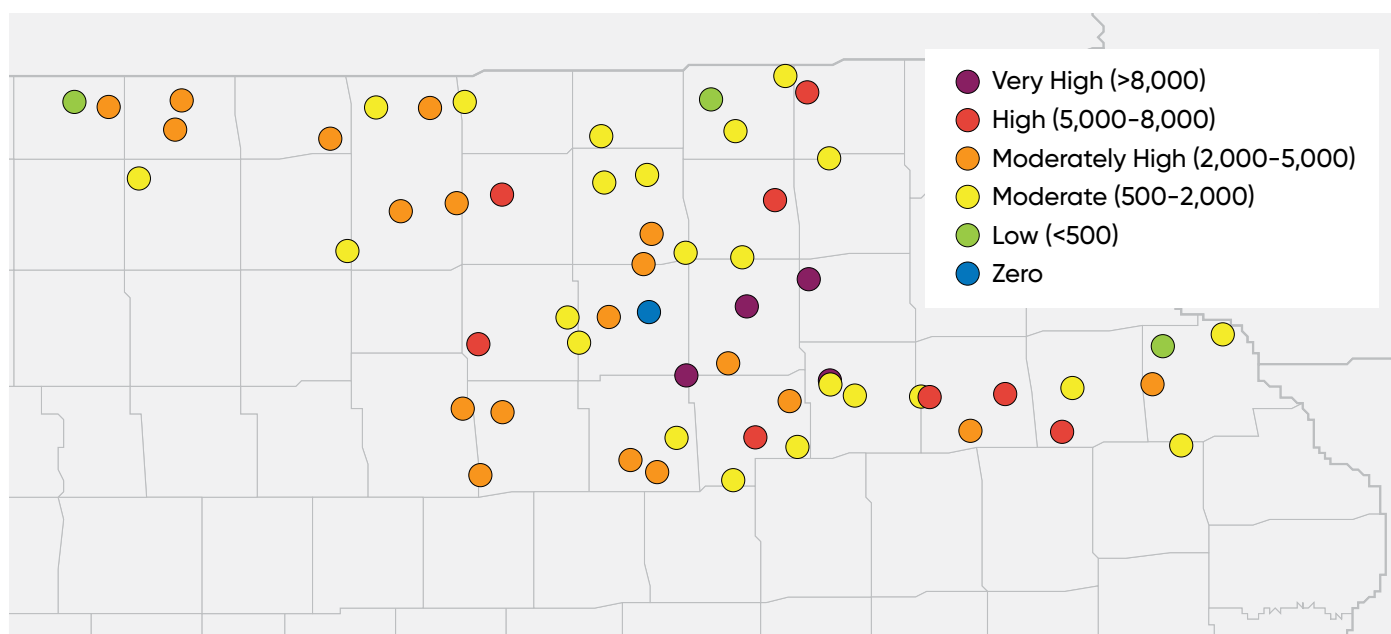 Very High (>8,000)
High (5,000–8,000)
Moderately High (2,000–5,000)
Moderate (500–2,000)
Low (<500)
Zero